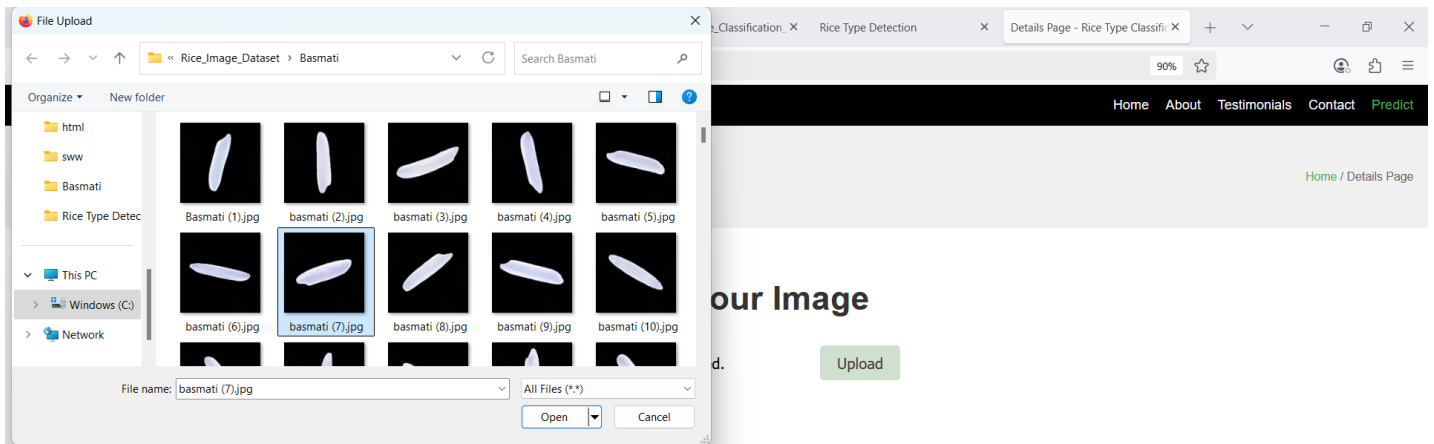 File Upload
e_Classification_
Rice Type Detection
Details Page - Rice Type Classific
« Rice_Image_Dataset > Basmati
Search Basmati
90%
Organize
New folder
Home About Testimonials Contact Predict
html
sww
Basmati
Rice Type Detec
Basmati (1).jpg
basmati (2).jpg
basmati (3).jpg
basmati (4).jpg
basmati (5).jpg
Home / Details Page
This PC
Windows (C:)
Network
basmati (6).jpg
basmati (7).jpg
basmati (8).jpg
basmati (9).jpg
basmati (10).jpg
our Image
d.
Upload
File name: basmati (7).jpg
All Files (*.*)
Open
Cancel